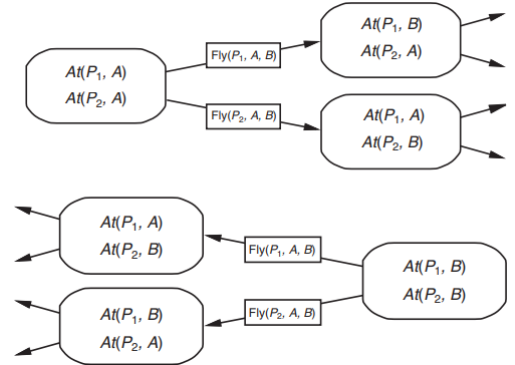 At(P₁, A)
At(P₂, A)
Fly(P₁, A, B)
Fly(P₂, A, B)
At(P₁, B)
At(P₂, A)
At(P₁, A)
At(P₂, B)
At(P₁, A)
At(P₂, B)
At(P₁, B)
At(P₂, A)
Fly(P₁, A, B)
Fly(P₂, A, B)
At(P₁, B)
At(P₂, B)